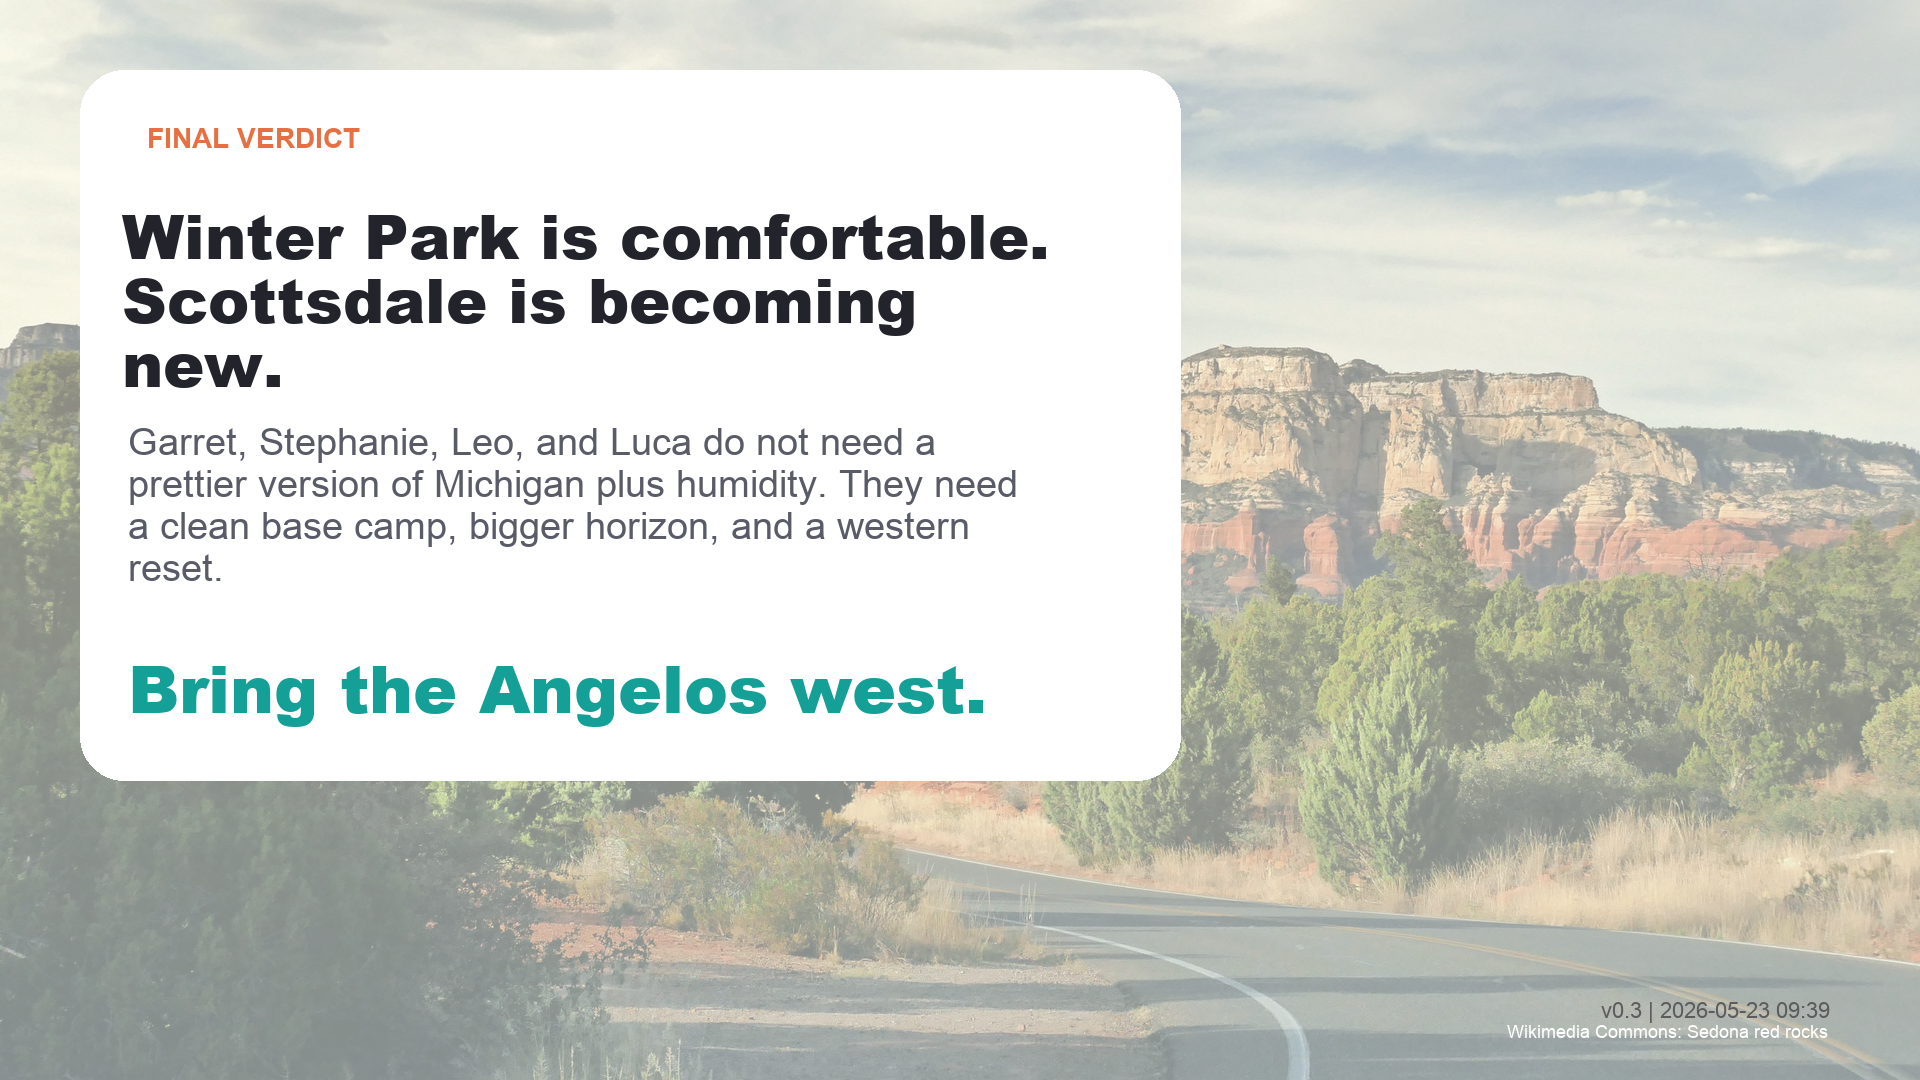 FINAL VERDICT
Winter Park is comfortable.
Scottsdale is becoming
new.
Garret, Stephanie, Leo, and Luca do not need a
prettier version of Michigan plus humidity. They need
a clean base camp, bigger horizon, and a western
reset.
Bring the Angelos west.
v0.3 | 2026-05-23 09:39
Wikimedia Commons: Sedona red rocks